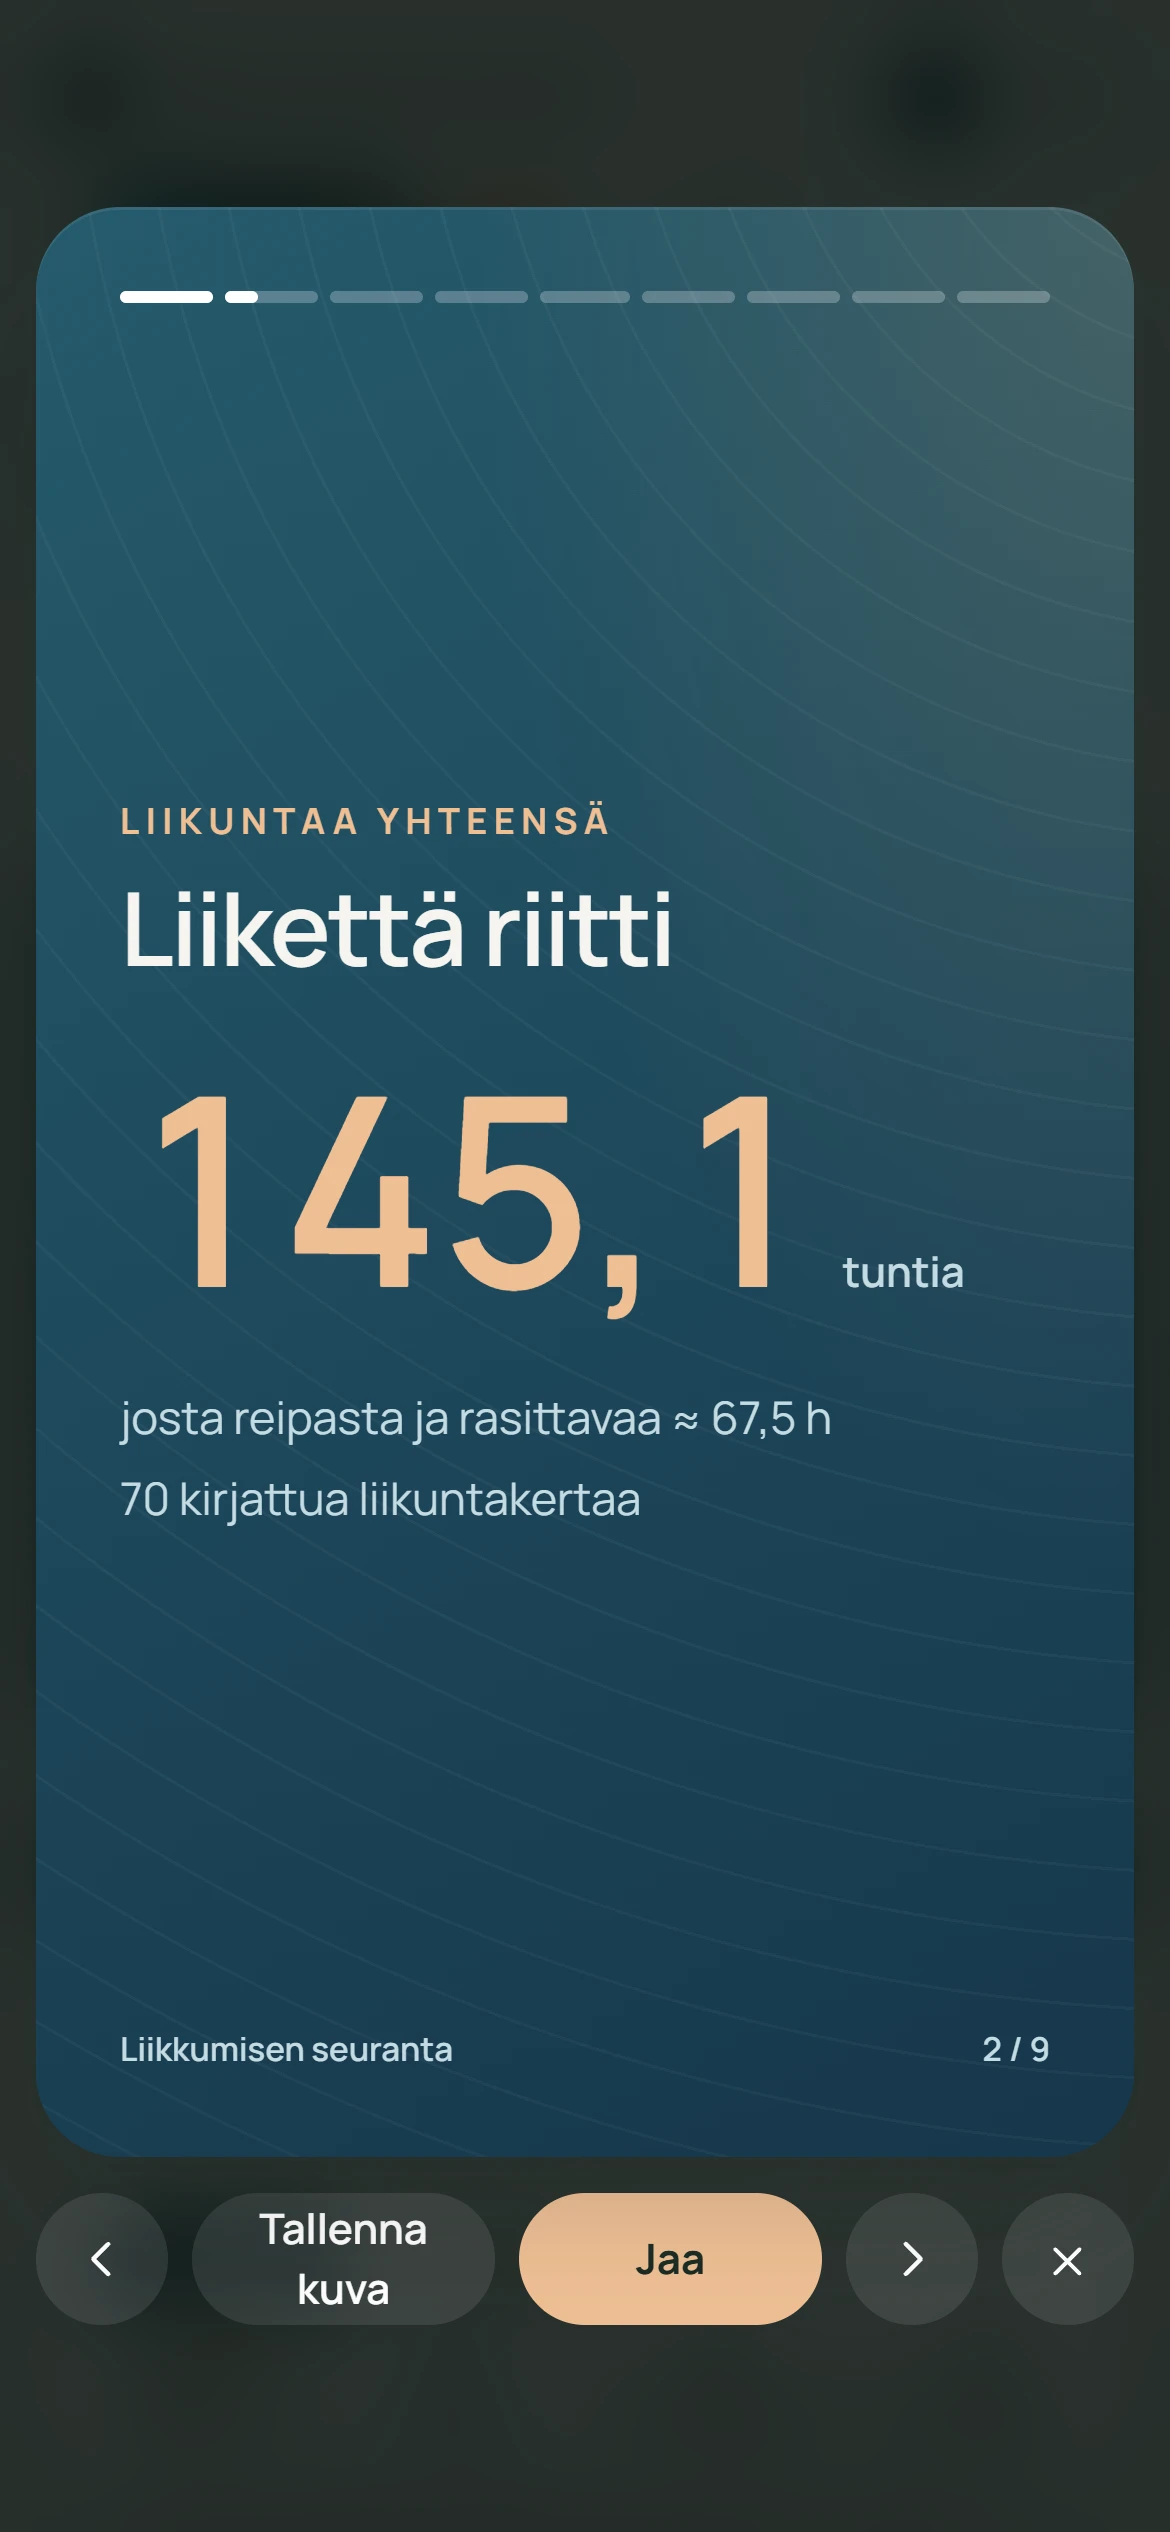 LIIKUNTAA YHTEENSÄ
Liikettä riitti
145,1 tuntia
josta reipasta ja rasittavaa ≈ 67,5 h
70 kirjattua liikuntakertaa
Liikkumisen seuranta 2 / 9
Tallenna
kuva
Jaa